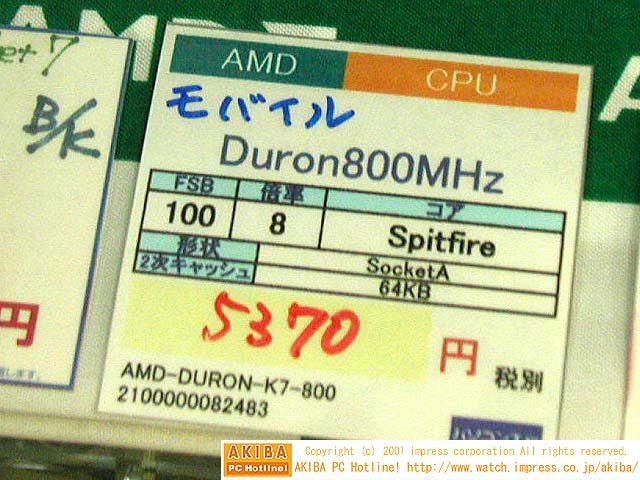 AMD
B/K
円
AMD CPU
モバイル
Duron800MHz
FSB 倍率 コア
100 8 Spitfire
形状 SocketA
2次キャッシュ 64KB
5370 円 税別
AMD-DURON-K7-800
2100000082483
AKIBA
PC Hotline!
Copyright (c) 2001 impress corporation All rights reserved.
AKIBA PC Hotline! http://www.watch.impress.co.jp/akiba/